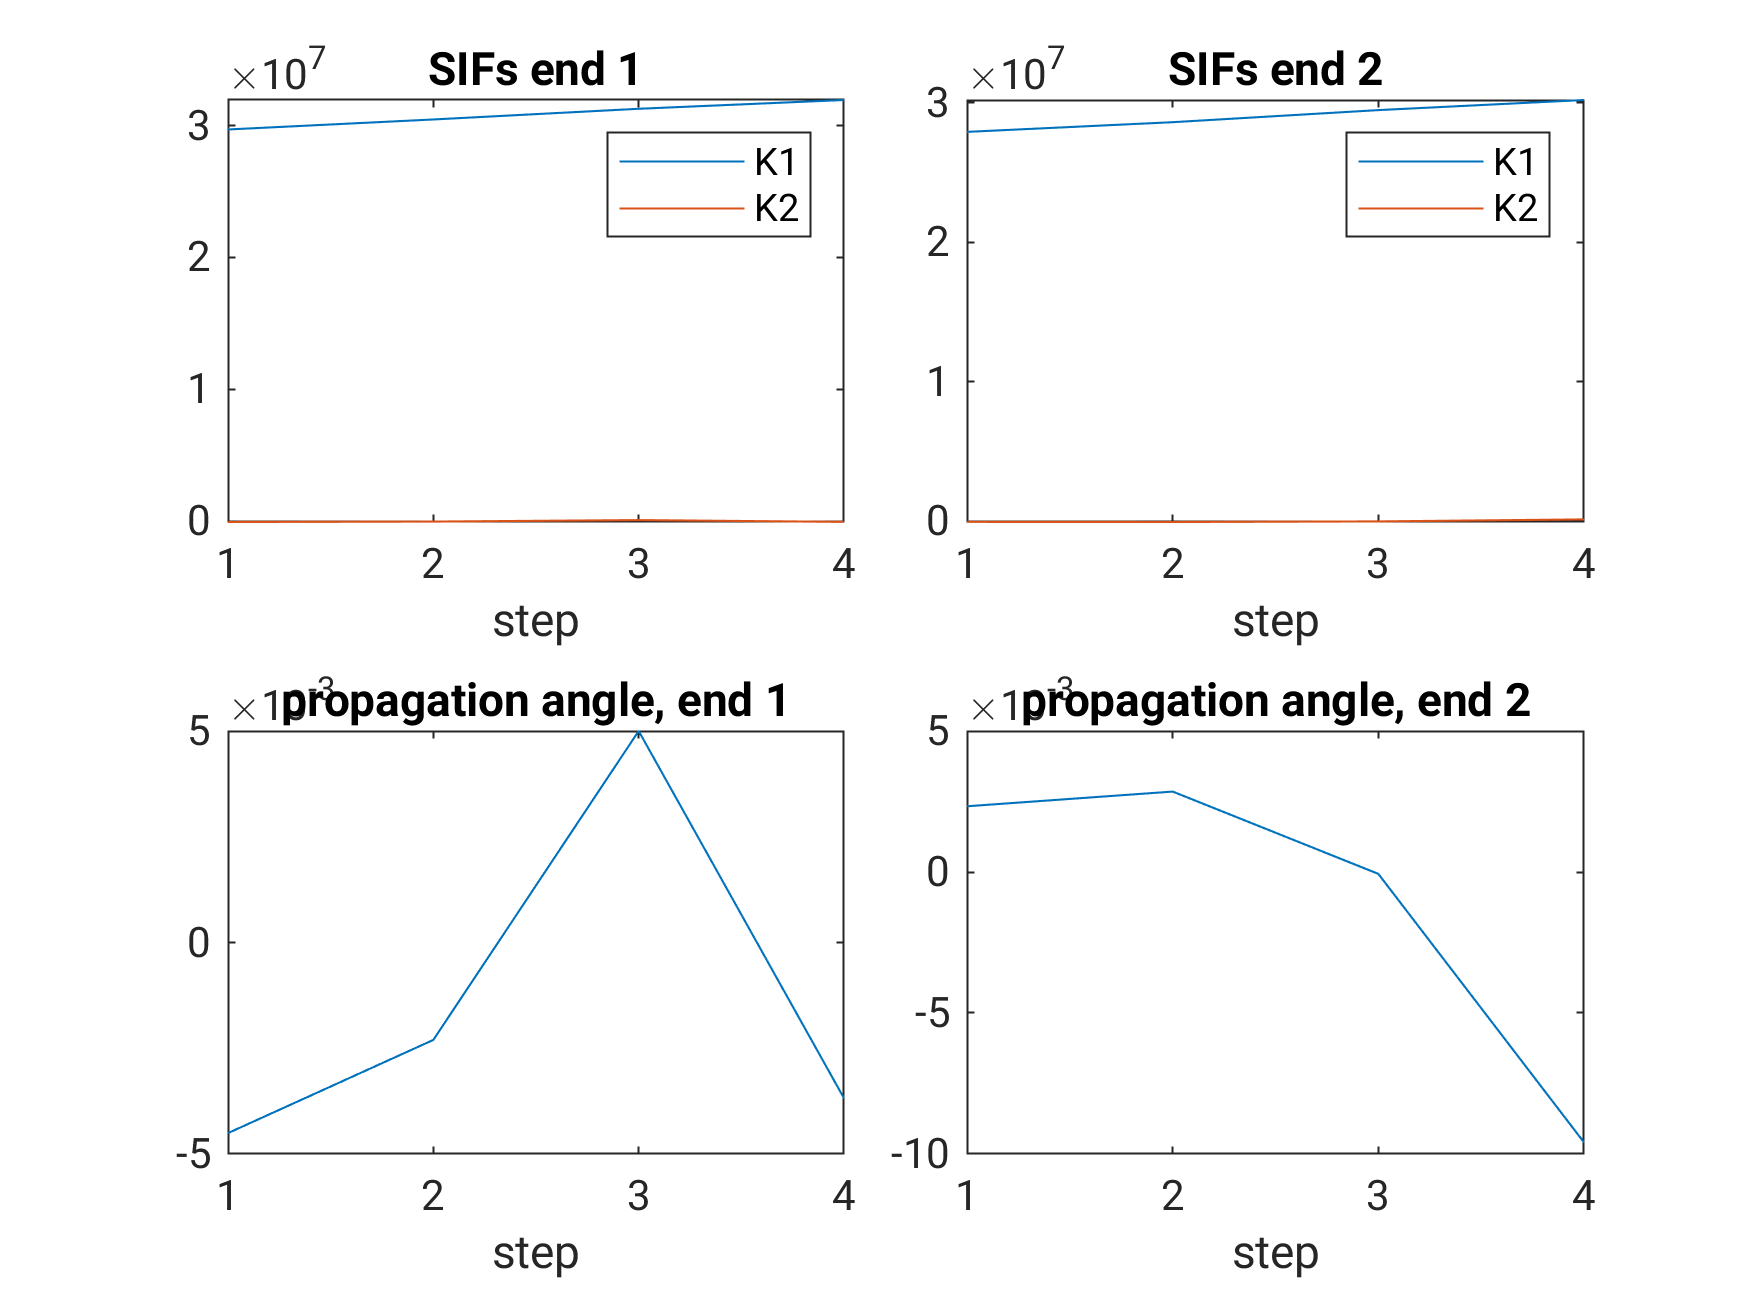 ×10^7
SIFs end 1
3
2
1
0
K1
K2
1 2 3 4
step
×10^7
SIFs end 2
3
2
1
0
K1
K2
1 2 3 4
step
×10^-3
propagation angle, end 1
5
0
-5
1 2 3 4
step
×10^-3
propagation angle, end 2
5
0
-5
-10
1 2 3 4
step